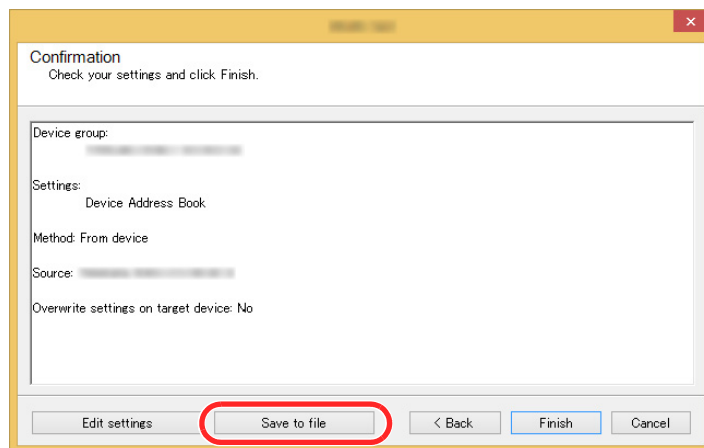 Confirmation
Check your settings and click Finish.
Device group:
Settings:
Device Address Book
Method: From device
Source:
Overwrite settings on target device: No
Edit settings
Save to file
< Back
Finish
Cancel